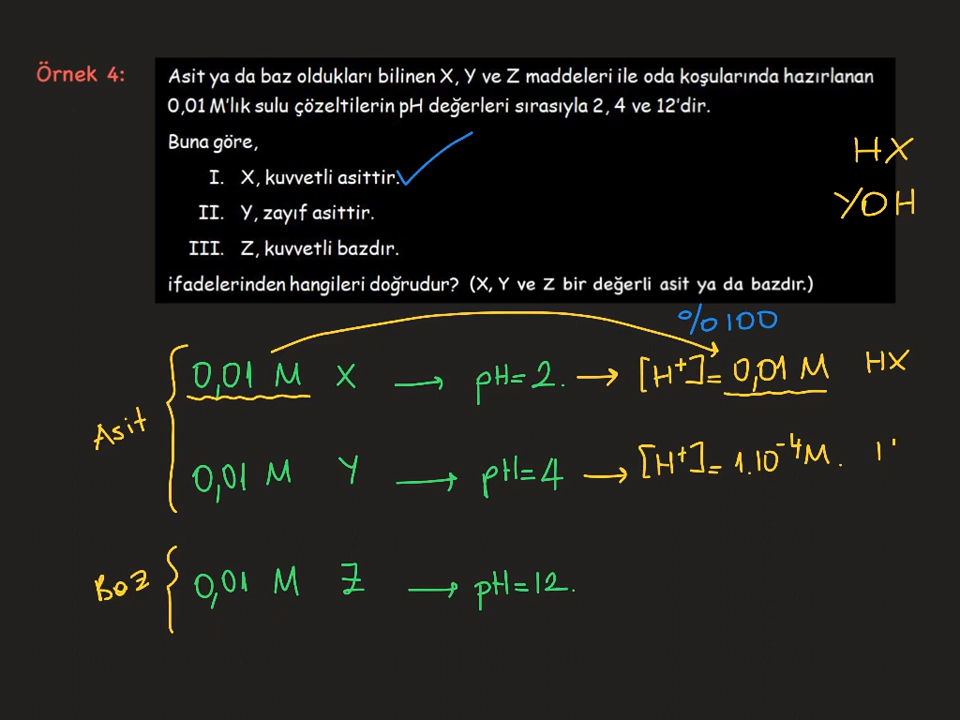 Örnek 4:
Asit ya da baz oldukları bilinen X, Y ve Z maddeleri ile oda koşularında hazırlanan
0,01 M'lık sulu çözeltilerin pH değerleri sırasıyla 2, 4 ve 12'dir.
Buna göre,
I. X, kuvvetli asittir.
II. Y, zayıf asittir.
III. Z, kuvvetli bazdır.
ifadelerinden hangileri doğrudur? (X, Y ve Z bir değerli asit ya da bazdır.)
HX
YOH
%100
Asit
0,01 M X → pH=2. → [H+]= 0,01 M HX
0,01 M Y → pH=4 → [H+]= 1.10⁻⁴M.
Baz
0,01 M Z → pH=12.